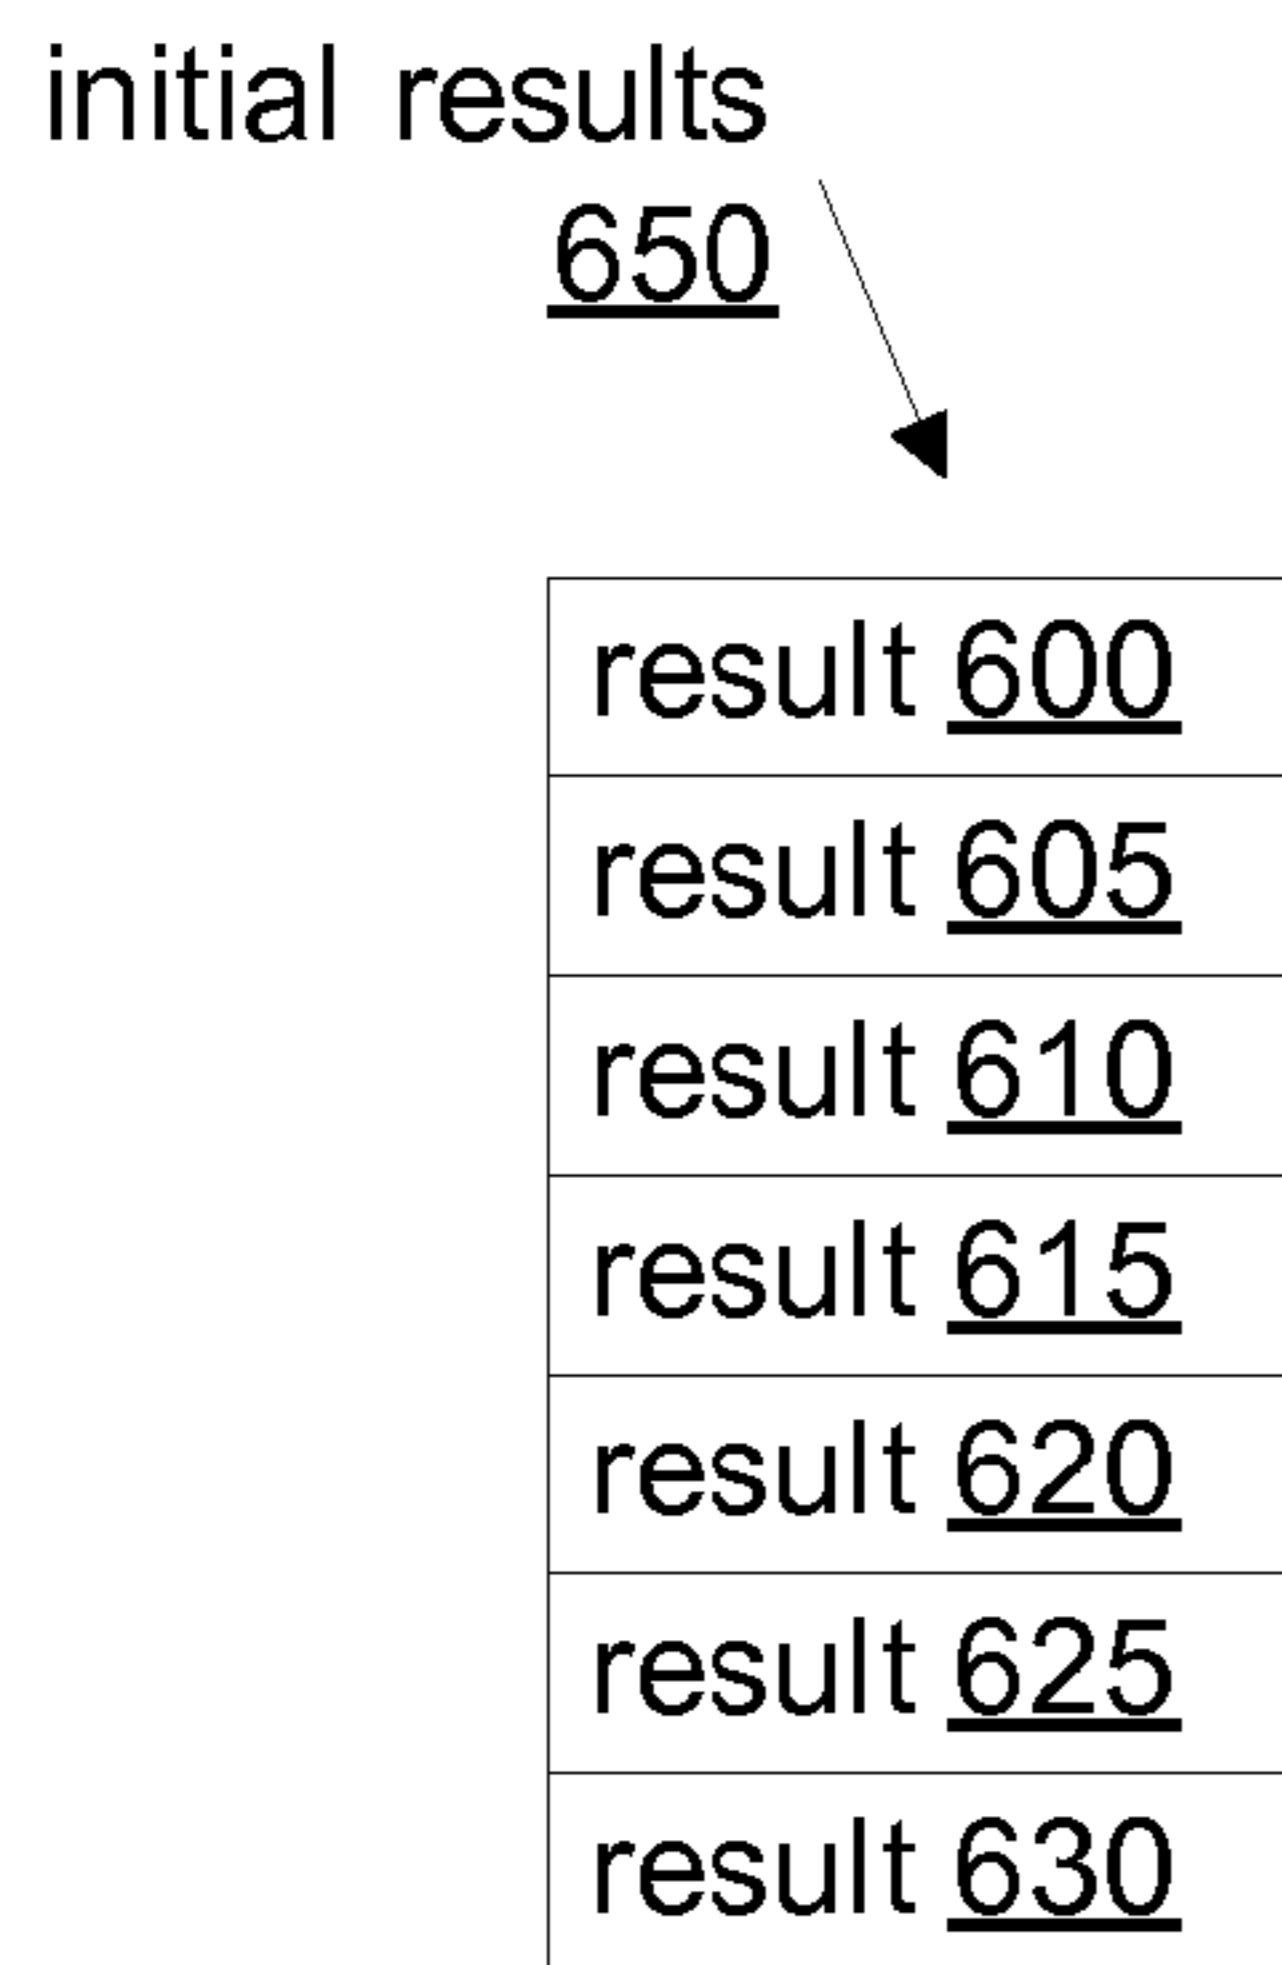 initial results
650
result 600
result 605
result 610
result 615
result 620
result 625
result 630